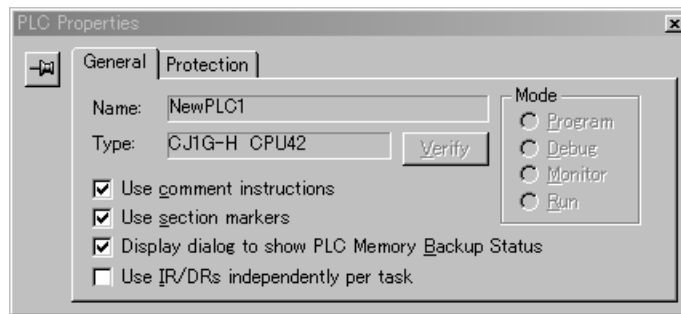 PLC Properties
General
Protection
Name:
NewPLC1
Type:
CJ1G-H CPU42
Verify
Mode
Program
Debug
Monitor
Run
Use comment instructions
Use section markers
Display dialog to show PLC Memory Backup Status
Use IR/DRs independently per task